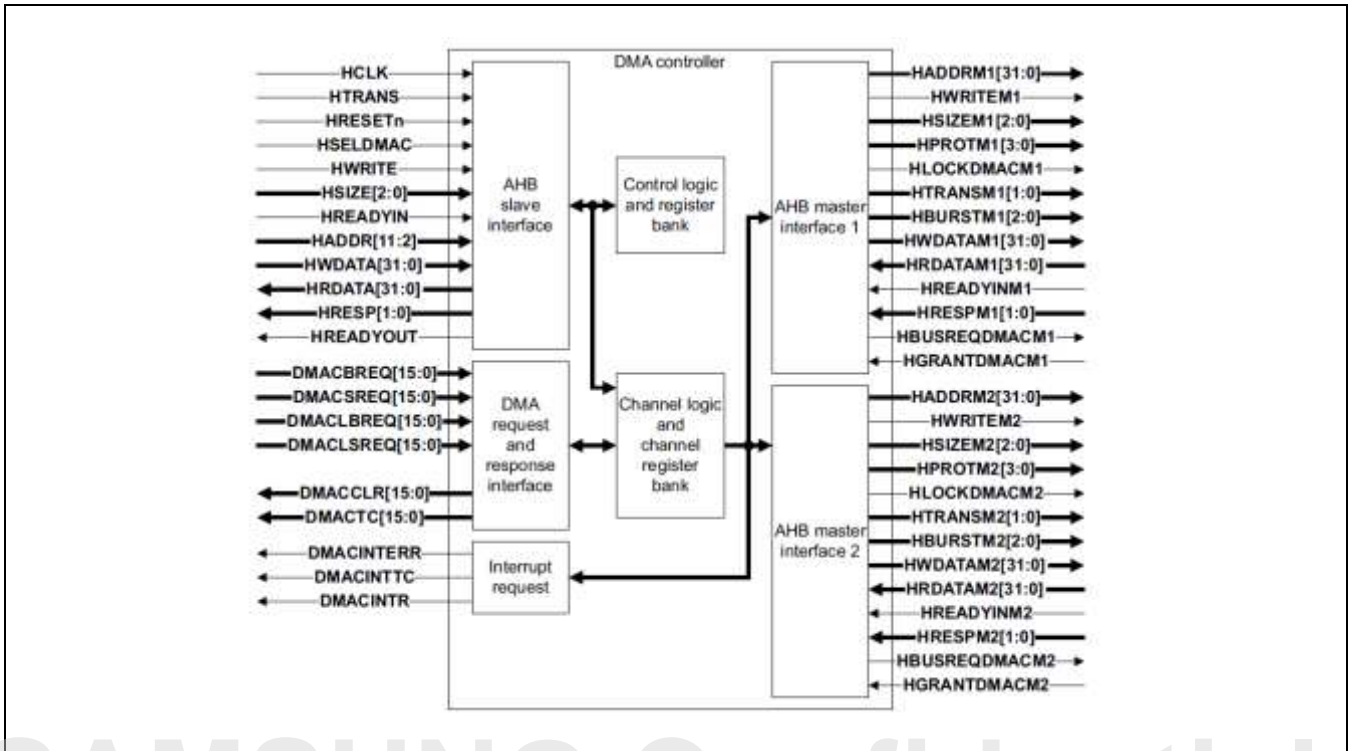 DMA controller
HCLK
HTRANS
HRESETn
HSELDMAC
HWRITE
HSIZE[2:0]
HREADYIN
HADDR[11:2]
HWDATA[31:0]
HRDATA[31:0]
HRESP[1:0]
HREADYOUT
AHB
slave
interface
Control logic
and register
bank
DMACBREQ[15:0]
DMACSREQ[15:0]
DMACLBREQ[15:0]
DMACLSREQ[15:0]
DMACCLR[15:0]
DMACTC[15:0]
DMA
request
and
response
interface
Channel logic
and
channel
register
bank
DMACINTERR
DMACINTTC
DMACINTR
Interrupt
request
AHB master
interface 1
HADDRM1[31:0]
HWRITEM1
HSIZEM1[2:0]
HPROTM1[3:0]
HLOCKDMACM1
HTRANSM1[1:0]
HBURSTM1[2:0]
HWDATAM1[31:0]
HRDATAM1[31:0]
HREADYINM1
HRESPM1[1:0]
HBUSREQDMACM1
HGRANTDMACM1
AHB master
interface 2
HADDRM2[31:0]
HWRITEM2
HSIZEM2[2:0]
HPROTM2[3:0]
HLOCKDMACM2
HTRANSM2[1:0]
HBURSTM2[2:0]
HWDATAM2[31:0]
HRDATAM2[31:0]
HREADYINM2
HRESPM2[1:0]
HBUSREQDMACM2
HGRANTDMACM2